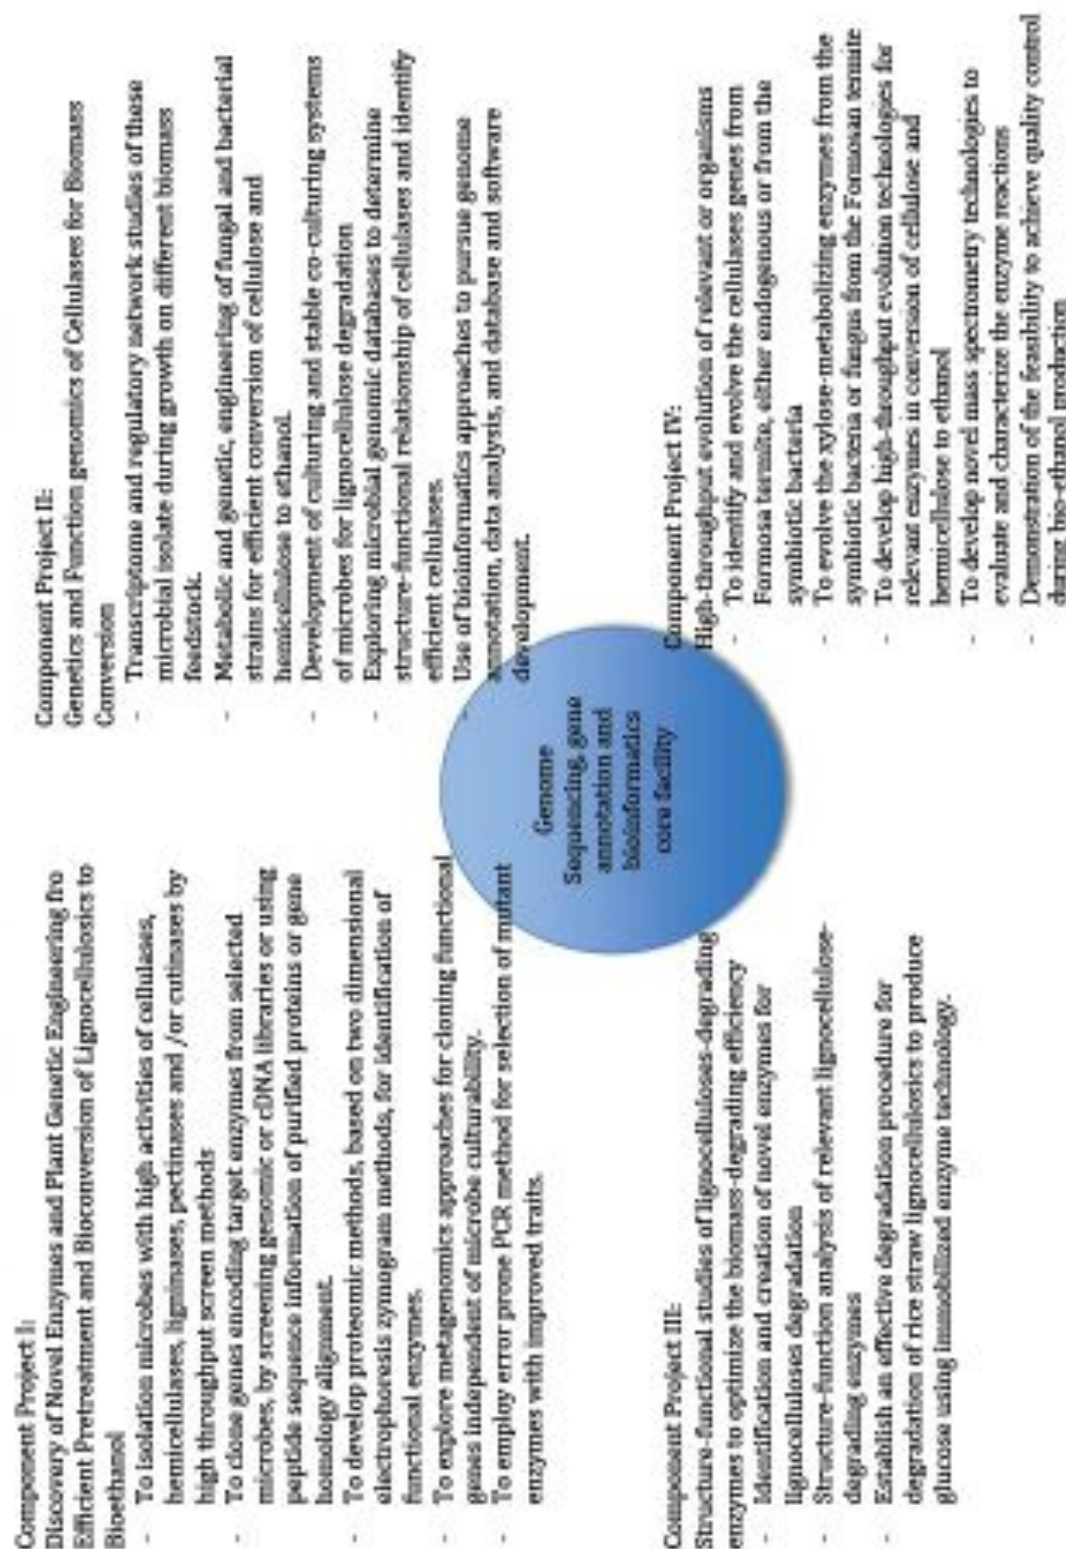 Component Project I:
Discovery of Novel Enzymes and Plant Genetic Engineering fro
Efficient Pretreatment and Bioconversion of Lignocellulosics to
Bioethanol
- To isolation microbes with high activities of cellulases,
hemicellulases, ligninases, pectinases and /or cutinases by
high throughput screen methods
- To clone genes encoding target enzymes from selected
microbes, by screening genomic or cDNA libraries or using
peptide sequence information of purified proteins or gene
homology alignment.
- To develop proteomic methods, based on two dimensional
electrophoresis zymogram methods, for identification of
functional enzymes.
- To explore metagenomics approaches for cloning functional
genes independent of microbe culturability.
- To employ error prone PCR method for selection of mutant
enzymes with improved traits.
Component Project II:
Genetics and Function genomics of Cellulases for Biomass
Conversion
- Transcriptome and regulatory network studies of these
microbial isolate during growth on different biomass
feedstock.
- Metabolic and genetic, engineering of fungal and bacterial
strains for efficient conversion of cellulose and
hemicellulose to ethanol.
- Development of culturing and stable co-culturing systems
of microbes for lignocellulose degradation
- Exploring microbial genomic databases to determine
structure-functional relationship of cellulases and identify
efficient cellulases.
- Use of bioinformatics approaches to pursue genome
annotation, data analysis, and database and software
development.
Genome
Sequencing, gene
annotation and
bioinformatics
core facility
Component Project III:
Structure-functional studies of lignocelluloses-degrading
enzymes to optimize the biomass-degrading efficiency
- Identification and creation of novel enzymes for
lignocelluloses degradation
- Structure-function analysis of relevant lignocellulose-
degrading enzymes
- Establish an effective degradation procedure for
degradation of rice straw lignocellulosics to produce
glucose using immobilized enzyme technology.
Component Project IV:
High-throughput evolution of relevant or organisms
- To identify and evolve the cellulases genes from
Formosa termite, either endogenous or from the
symbiotic bacteria
- To evolve the xylose-metabolizing enzymes from the
symbiotic bacteria or fungus from the Formosan termite
- To develop high-throughput evolution technologies for
relevant enzymes in conversion of cellulose and
hemicellulose to ethanol
- To develop novel mass spectrometry technologies to
evaluate and characterize the enzyme reactions
- Demonstration of the feasibility to achieve quality control
during bio-ethanol production